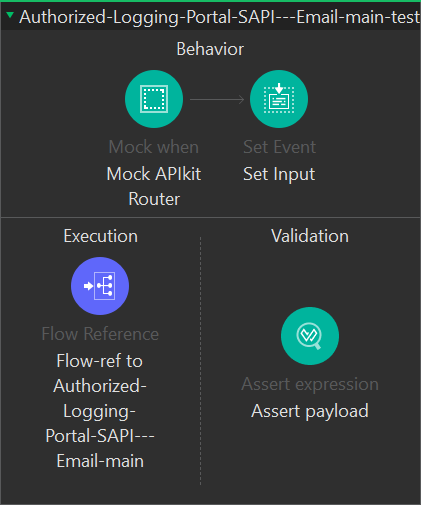 Authorized-Logging-Portal-SAPI---Email-main-test
Behavior
Mock when
Mock APIkit
Router
Set Event
Set Input
Execution
Flow Reference
Flow-ref to
Authorized-
Logging-
Portal-SAPI---
Email-main
Validation
Assert expression
Assert payload